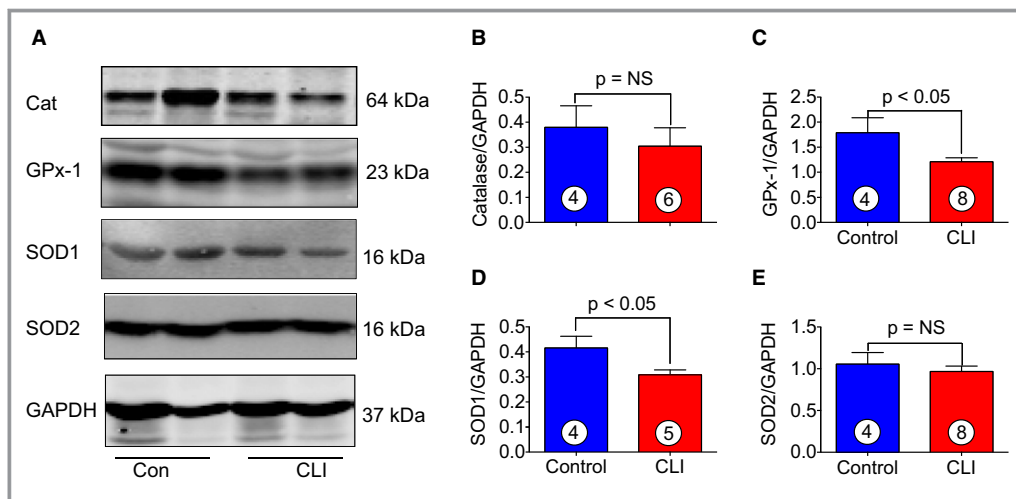 A
Cat
64 kDa
GPx-1
23 kDa
SOD1
16 kDa
SOD2
16 kDa
GAPDH
37 kDa
Con
CLI
B
p = NS
Catalase/GAPDH
0.5
0.4
0.3
0.2
0.1
0.0
4
6
C
p < 0.05
GPx-1/GAPDH
2.5
2.0
1.5
1.0
0.5
0.0
4
8
Control
CLI
D
p < 0.05
SOD1/GAPDH
0.5
0.4
0.3
0.2
0.1
0.0
4
5
Control
CLI
E
p = NS
SOD2/GAPDH
1.5
1.0
0.5
0.0
4
8
Control
CLI